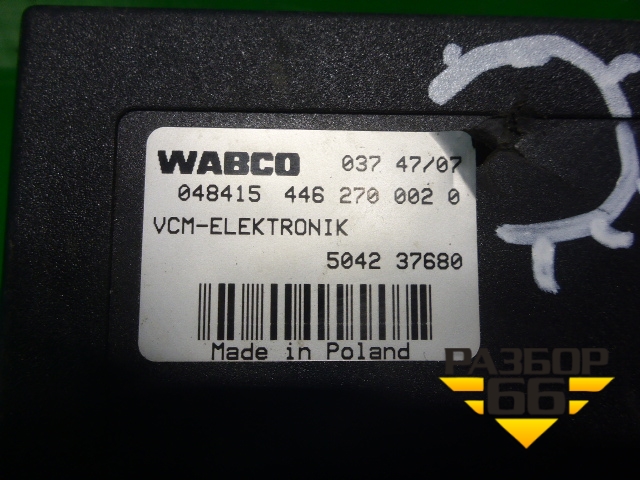 WABCO 037 47/07
048415 446 270 002 0
VCM-ELEKTRONIK
5042 37680
Made in Poland
РАЗБОР
66